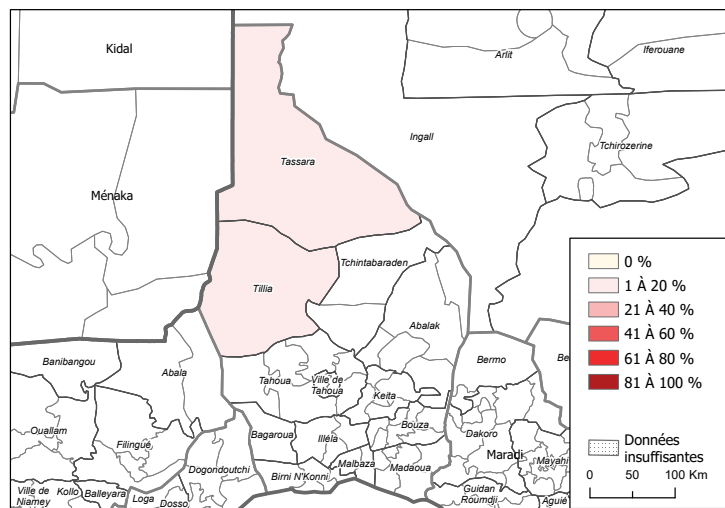 Kidal
Arlit
Iferouane
Ingall
Tchirozerine
Tassara
Ménaka
Tchintabaraden
Tillia
Abalak
Banibangou
Abala
Bermo
Be
Tahoua
Ville de
Tahoua
Keita
Ouallam
Filingué
Bagaroua
Illéla
Bouza
Dakoro
Maradi
Mayahi
Dogondoutchi
Malbaza
Madaoua
Birni N'Konni
Ville de
Niamey
Kollo
Balleyara
Loga
Dosso
Guidan
Roumdji
Aguié
0 %
1 À 20 %
21 À 40 %
41 À 60 %
61 À 80 %
81 À 100 %
Données
insuffisantes
0 50 100 Km